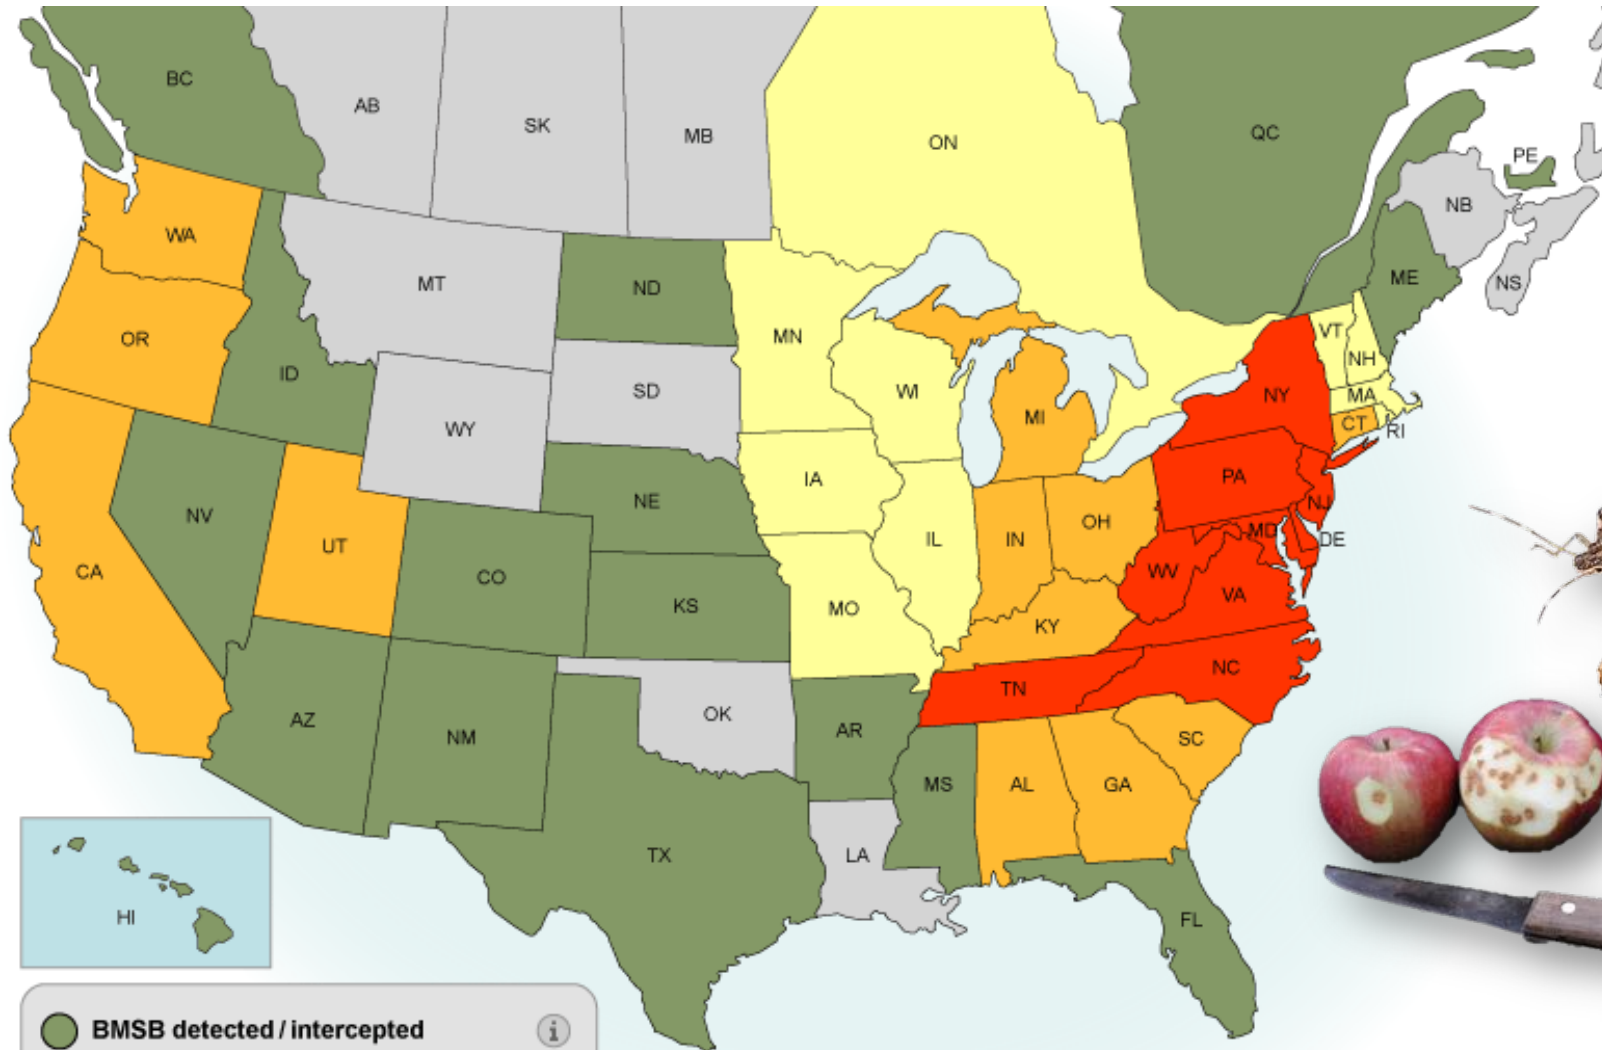 BC
AB
SK
MB
ON
QC
PE
NB
NS
ME
WA
MT
ND
MN
VT
NH
OR
ID
SD
WI
MI
NY
MA
CT
RI
WY
IA
PA
NJ
NV
UT
NE
IL
IN
OH
MD
DE
CA
CO
KS
MO
KY
WV
VA
AZ
NM
OK
AR
TN
NC
SC
TX
LA
MS
AL
GA
HI
FL
BMSB detected / intercepted
i